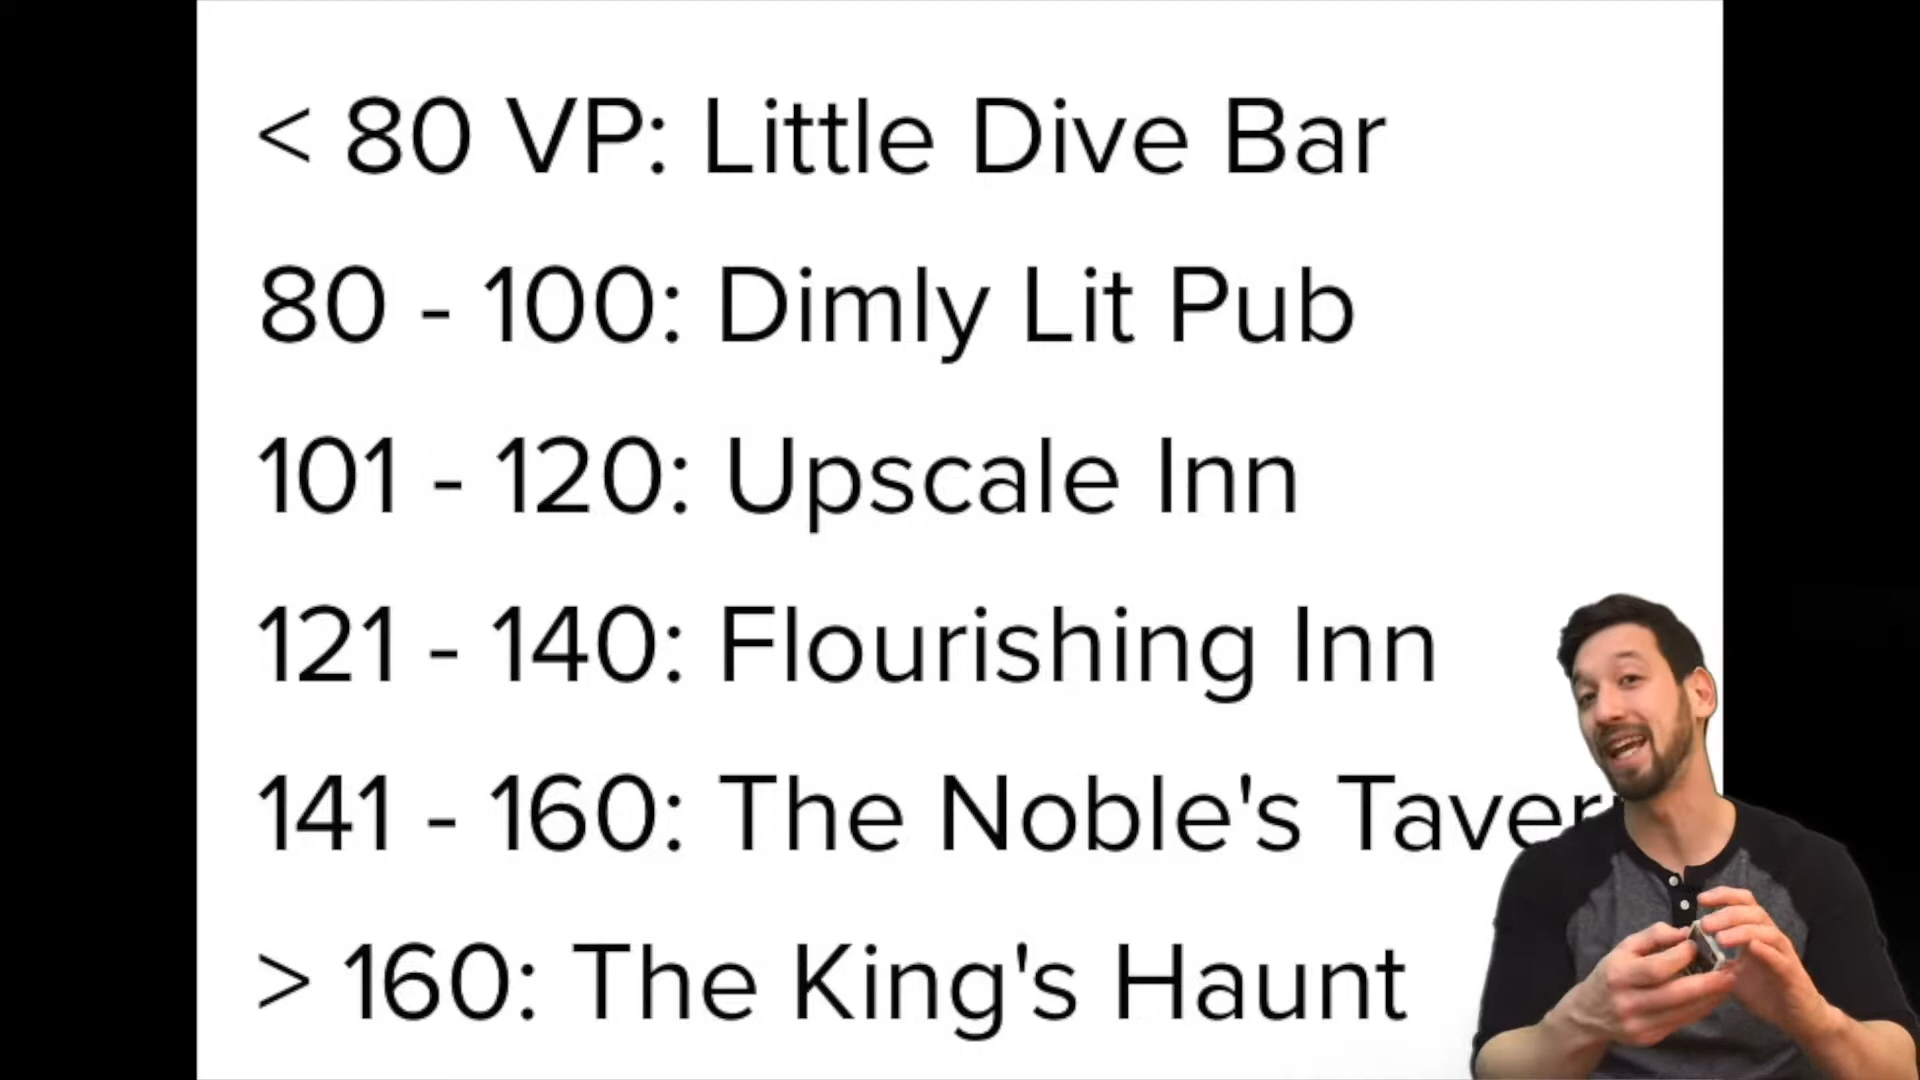 < 80 VP: Little Dive Bar
80 - 100: Dimly Lit Pub
101 - 120: Upscale Inn
121 - 140: Flourishing Inn
141 - 160: The Noble's
> 160: The King's Haunt